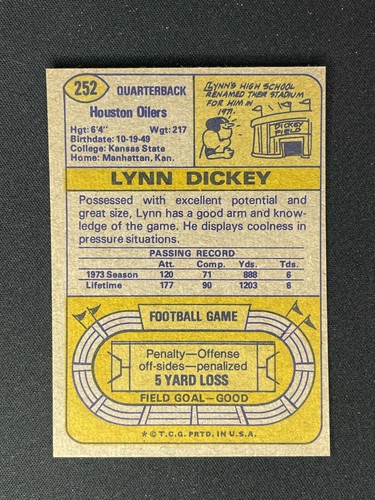 252
QUARTERBACK
Houston Oilers
Hgt: 6'4" Wgt: 217
Birthdate: 10-19-49
College: Kansas State
Home: Manhattan, Kan.
LYNN'S HIGH SCHOOL
RENAMED THEIR STADIUM
FOR HIM IN
1971.
DICKEY
FIELD
LYNN DICKEY
Possessed with excellent potential and
great size, Lynn has a good arm and know-
ledge of the game. He displays coolness in
pressure situations.
PASSING RECORD
Att. Comp. Yds. Tds.
1973 Season 120 71 888 6
Lifetime 177 90 1203 6
FOOTBALL GAME
Penalty—Offense
off-sides—penalized
5 YARD LOSS
FIELD GOAL—GOOD
* © T.C.G. PRTD. IN U.S.A.